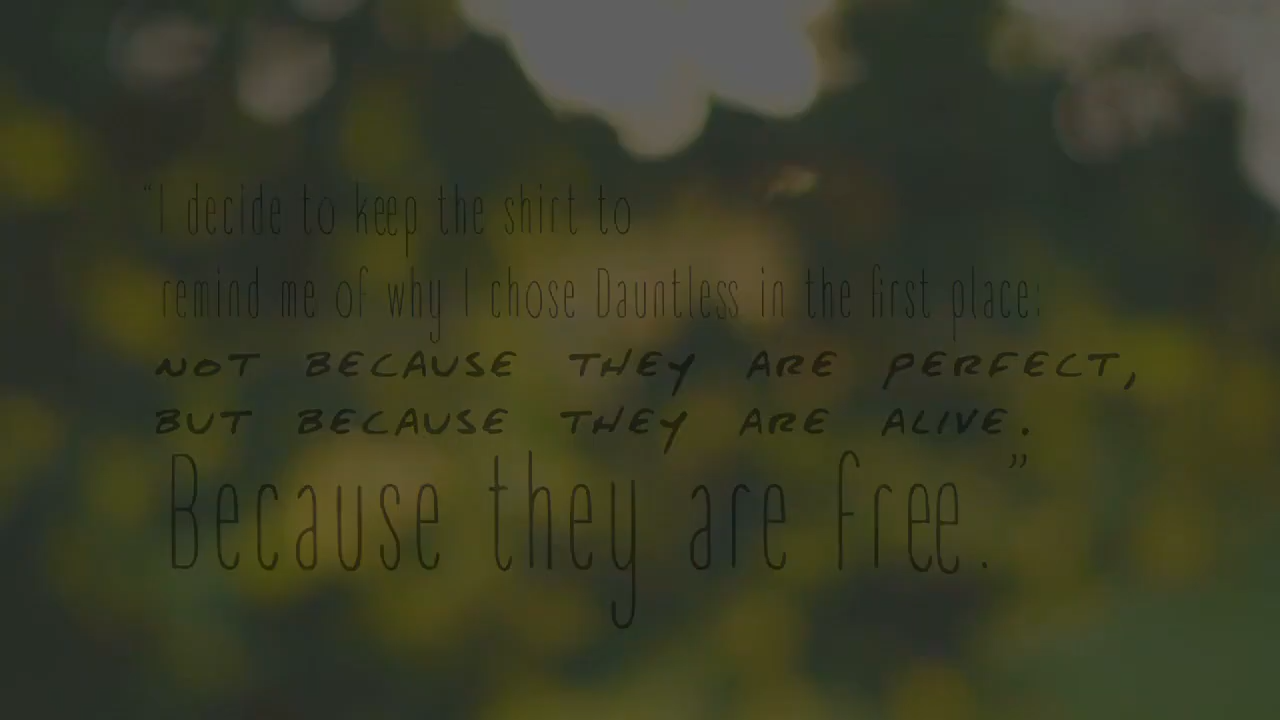 “I decide to keep the shirt to
remind me of why I chose Dauntless in the first place:
NOT BECAUSE THEY ARE PERFECT,
BUT BECAUSE THEY ARE ALIVE.
Because they are free.”